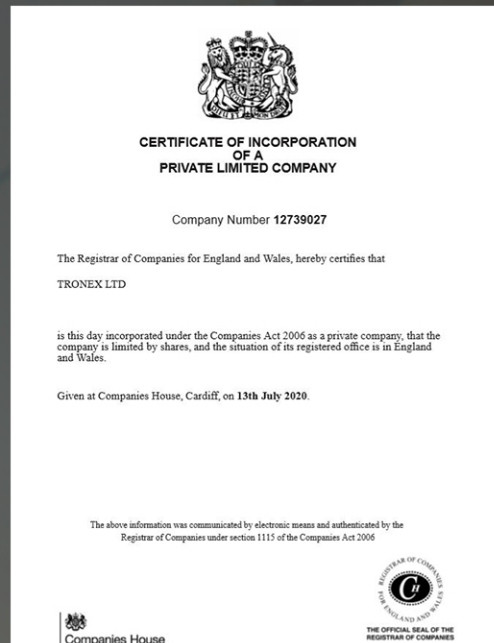 CERTIFICATE OF INCORPORATION
OF A
PRIVATE LIMITED COMPANY
Company Number 12739027
The Registrar of Companies for England and Wales, hereby certifies that
TRONEX LTD
is this day incorporated under the Companies Act 2006 as a private company, that the
company is limited by shares, and the situation of its registered office is in England
and Wales.
Given at Companies House, Cardiff, on 13th July 2020.
The above information was communicated by electronic means and authenticated by the
Registrar of Companies under section 1115 of the Companies Act 2006
REGISTRAR OF COMPANIES
ENGLAND AND WALES
CH
Companies House
THE OFFICIAL SEAL OF THE
REGISTRAR OF COMPANIES